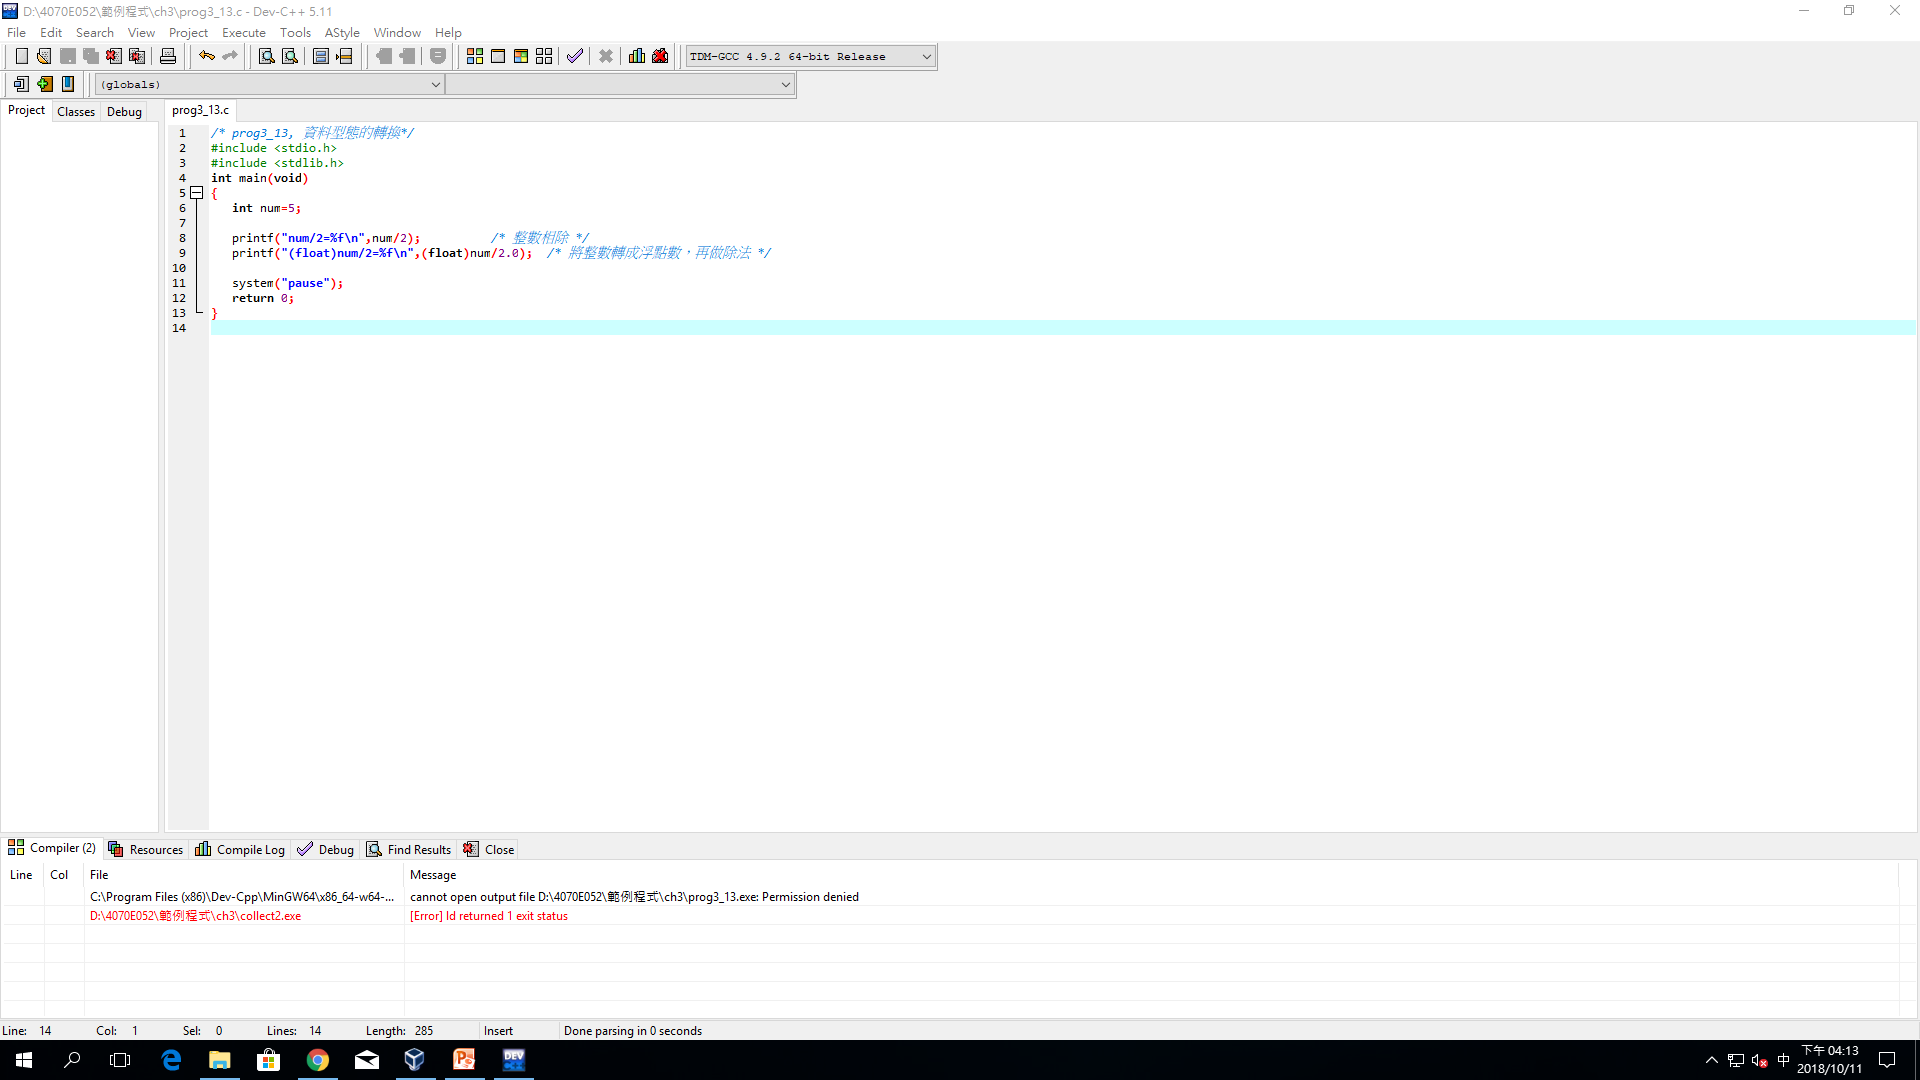 D:\4070E052\範例程式\ch3\prog3_13.c - Dev-C++ 5.11
File Edit Search View Project Execute Tools AStyle Window Help
TDM-GCC 4.9.2 64-bit Release
(globals)
Project Classes Debug prog3_13.c
1 /* prog3_13, 資料型態的轉換*/
2 #include <stdio.h>
3 #include <stdlib.h>
4 int main(void)
5 {
6 int num=5;
7
8 printf("num/2=%f\n",num/2); /* 整數相除 */
9 printf("(float)num/2=%f\n",(float)num/2.0); /* 將整數轉成浮點數，再做除法 */
10
11 system("pause");
12 return 0;
13 }
14
Compiler (2) Resources Compile Log Debug Find Results Close
Line Col File Message
C:\Program Files (x86)\Dev-Cpp\MinGW64\x86_64-w64-... cannot open output file D:\4070E052\範例程式\ch3\prog3_13.exe: Permission denied
D:\4070E052\範例程式\ch3\collect2.exe [Error] ld returned 1 exit status
Line: 14 Col: 1 Sel: 0 Lines: 14 Length: 285 Insert Done parsing in 0 seconds
DEV
中
下午 04:13
2018/10/11